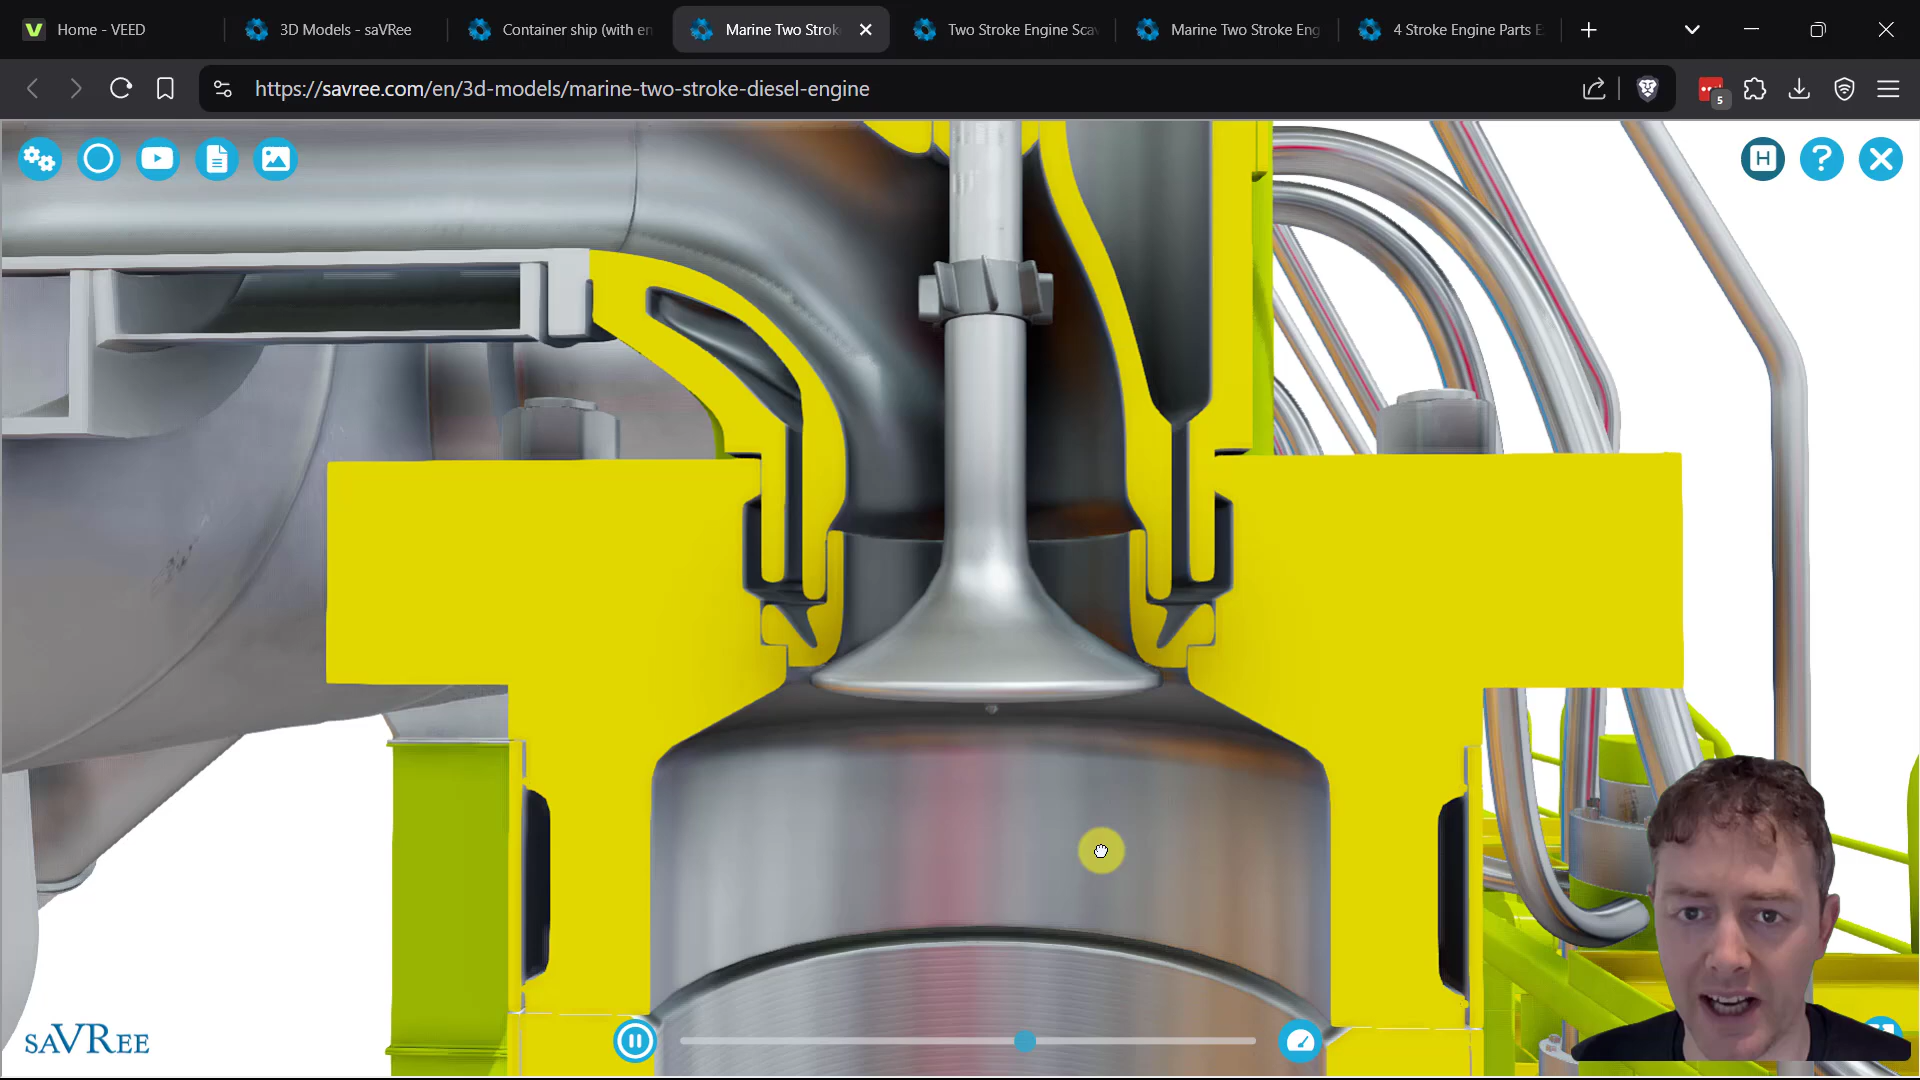 Home - VEED
3D Models - saVRee
Container ship (with en
Marine Two Strok
Two Stroke Engine Sca
Marine Two Stroke Eng
4 Stroke Engine Parts E
https://savree.com/en/3d-models/marine-two-stroke-diesel-engine
5
H
?
saVRee